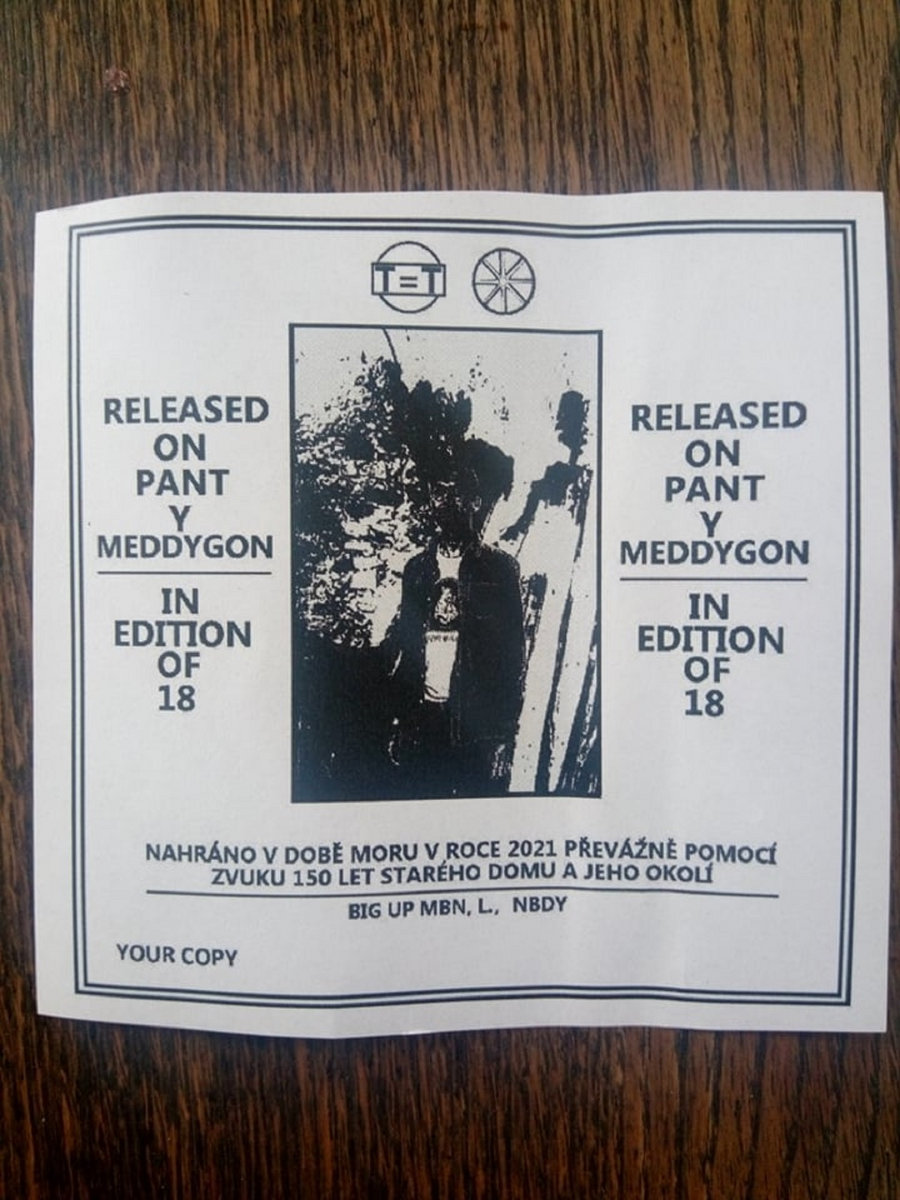 T=T
RELEASED
ON
PANT
Y
MEDDYGON
IN
EDITION
OF
18
RELEASED
ON
PANT
Y
MEDDYGON
IN
EDITION
OF
18
NAHRÁNO V DOBĚ MORU V ROCE 2021 PŘEVÁŽNĚ POMOCÍ
ZVUKU 150 LET STARÉHO DOMU A JEHO OKOLÍ
BIG UP MBN, L., NBDY
YOUR COPY